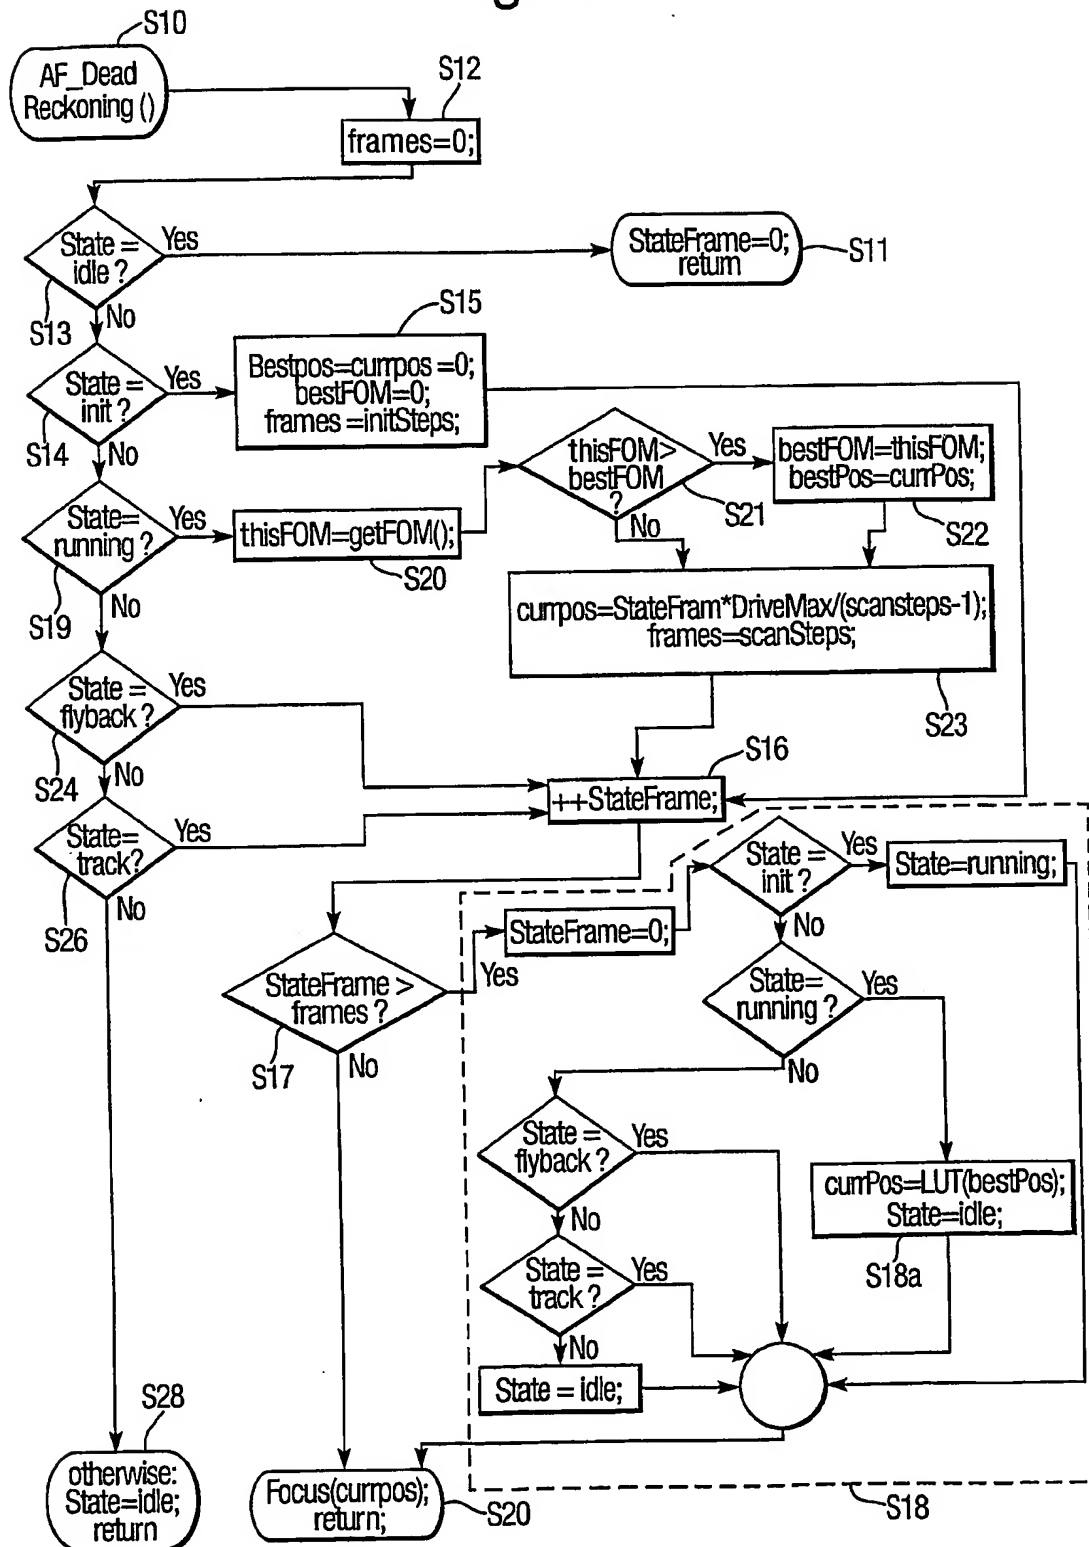 g
S10
AF_Dead
Reckoning ()
S12
frames=0;
State =
idle ?
Yes
StateFrame=0;
return
S11
S13
No
S15
State =
init ?
Yes
Bestpos=currpos =0;
bestFOM=0;
frames =initSteps;
S14
No
thisFOM>
bestFOM
?
Yes
bestFOM=thisFOM;
bestPos=currPos;
S21
No
S22
State=
running ?
Yes
thisFOM=getFOM();
S20
S19
No
currpos=StateFram*DriveMax/(scansteps-1);
frames=scanSteps;
S23
State =
flyback ?
Yes
S24
No
S16
++StateFrame;
State=
track?
Yes
S26
No
State =
init ?
Yes
State=running;
No
StateFrame=0;
StateFrame >
frames ?
Yes
S17
No
State=
running ?
Yes
No
State =
flyback ?
Yes
No
currPos=LUT(bestPos);
State=idle;
S18a
State =
track ?
Yes
No
State = idle;
S28
otherwise:
State=idle;
return
Focus(currpos);
return;
S20
S18